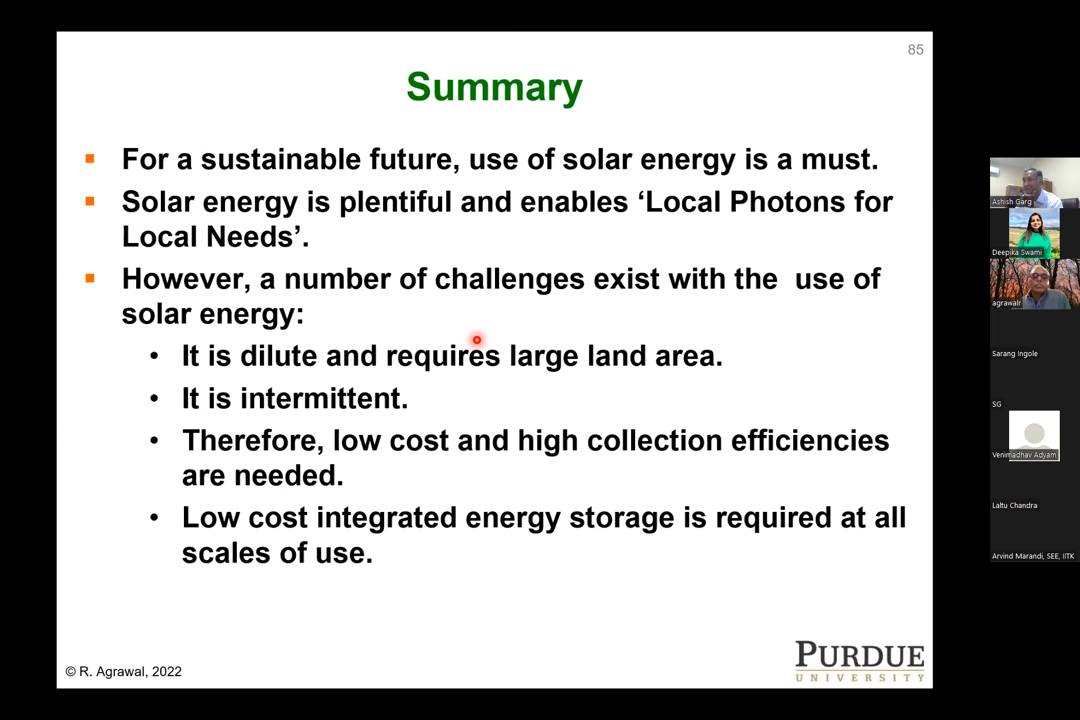 85
Summary
▪ For a sustainable future, use of solar energy is a must.
▪ Solar energy is plentiful and enables ‘Local Photons for
Local Needs’.
▪ However, a number of challenges exist with the use of
solar energy:
• It is dilute and requires large land area.
• It is intermittent.
• Therefore, low cost and high collection efficiencies
are needed.
• Low cost integrated energy storage is required at all
scales of use.
© R. Agrawal, 2022
PURDUE
UNIVERSITY
Ashish Garg
Deepika Swami
agrawalr
Sarang Ingole
SG
Venimadhav Adyam
Laltu Chandra
Arvind Marandi, SEE, IITK